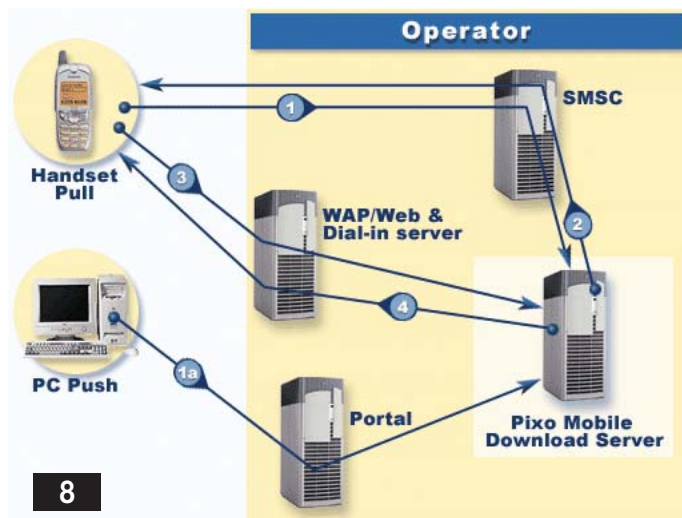 Operator
1
SMSC
Handset
Pull
3
2
WAP/Web &
Dial-in server
4
PC Push
1a
Portal
Pixo Mobile
Download Server
8